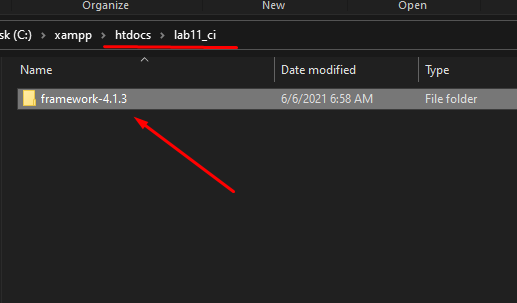 Organize New Open
sk (C:) › xampp › htdocs › lab11_ci
Name Date modified Type
framework-4.1.3 6/6/2021 6:58 AM File folder